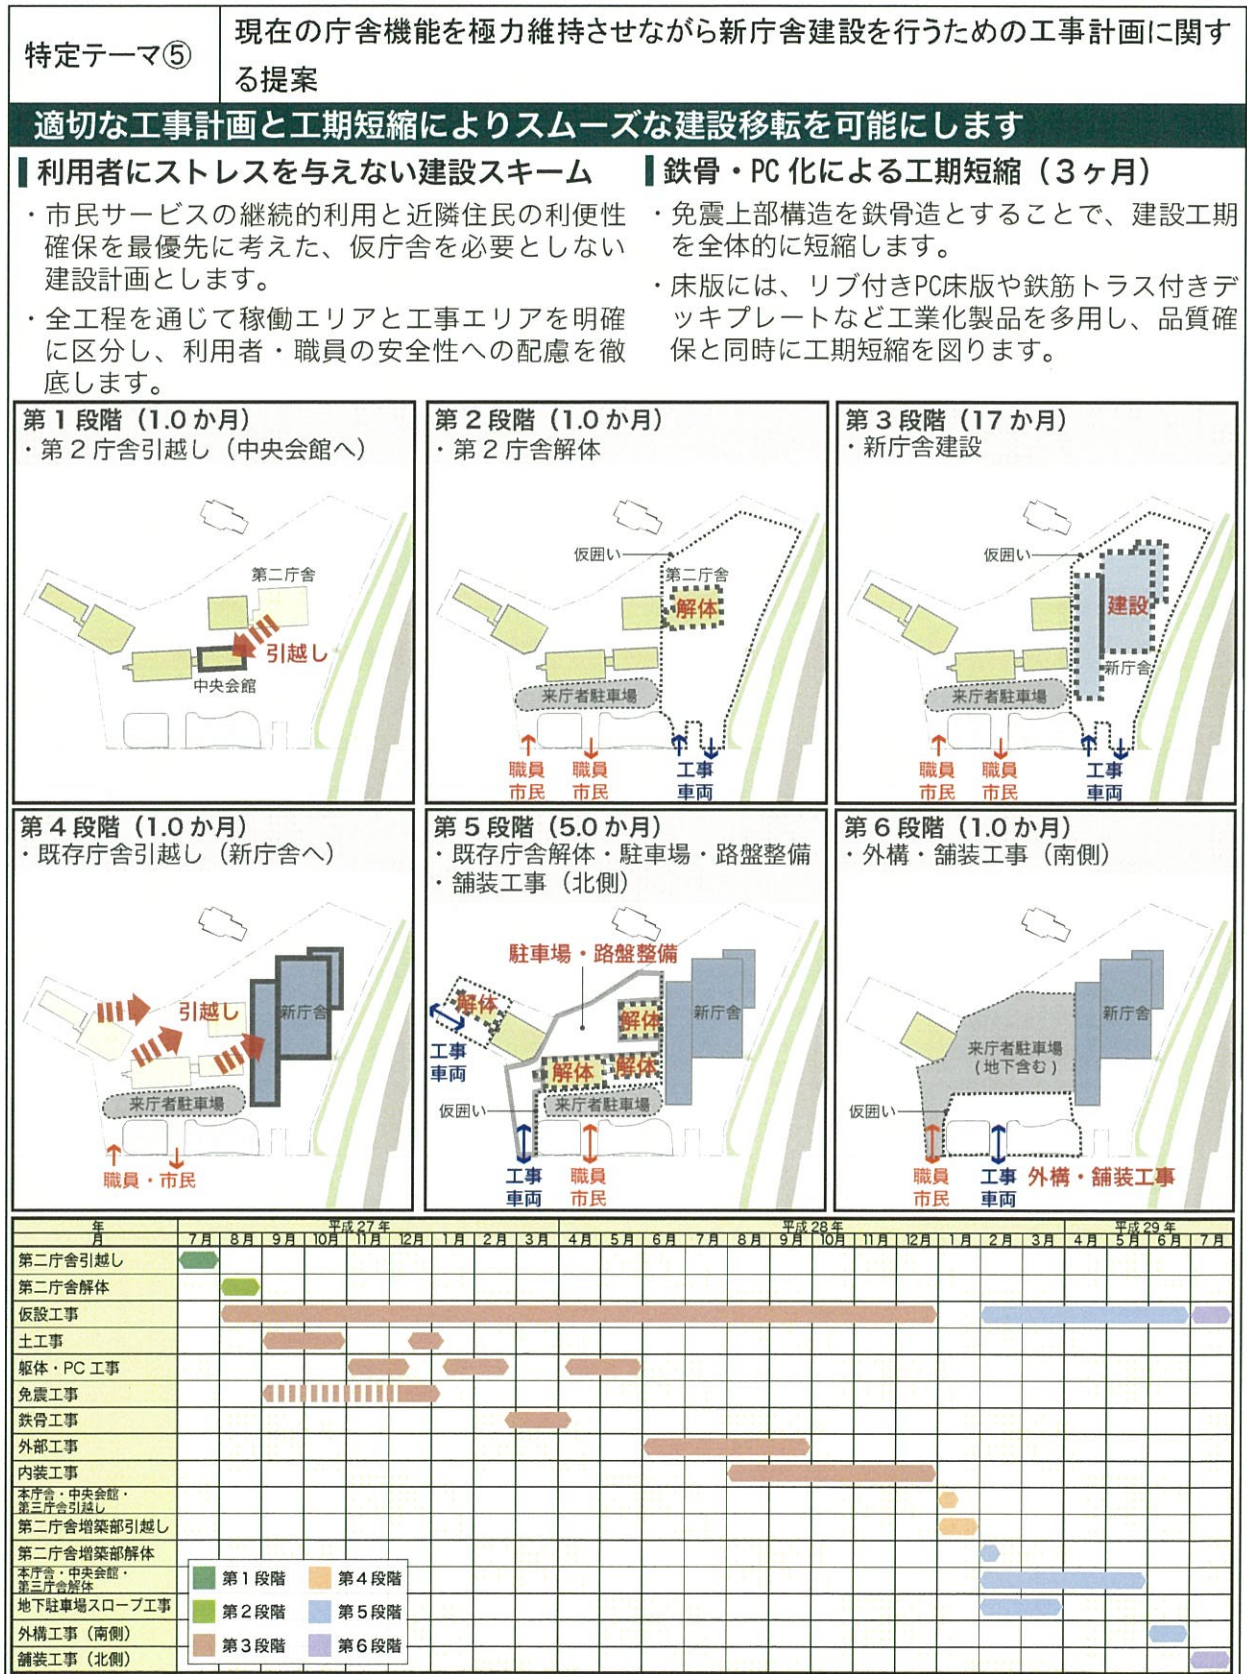 特定テーマ⑤
現在の庁舎機能を極力維持させながら新庁舎建設を行うための工事計画に関す
る提案
適切な工事計画と工期短縮によりスムーズな建設移転を可能にします
利用者にストレスを与えない建設スキーム
・市民サービスの継続的利用と近隣住民の利便性
確保を最優先に考えた、仮庁舎を必要としない
建設計画とします。
・全工程を通じて稼働エリアと工事エリアを明確
に区分し、利用者・職員の安全性への配慮を徹
底します。
鉄骨・PC 化による工期短縮（3ヶ月）
・免震上部構造を鉄骨造とすることで、建設工期
を全体的に短縮します。
・床版には、リブ付きPC床版や鉄筋トラス付きデ
ッキプレートなど工業化製品を多用し、品質確
保と同時に工期短縮を図ります。
第 1 段階（1.0 か月）
・第 2 庁舎引越し（中央会館へ）
第二庁舎
引越し
中央会館
第 2 段階（1.0 か月）
・第 2 庁舎解体
仮囲い
第二庁舎
解体
来庁者駐車場
職員
市民
職員
市民
工事
車両
第 3 段階（17 か月）
・新庁舎建設
仮囲い
建設
新庁舎
来庁者駐車場
職員
市民
職員
市民
工事
車両
第 4 段階（1.0 か月）
・既存庁舎引越し（新庁舎へ）
引越し
新庁舎
来庁者駐車場
職員・市民
第 5 段階（5.0 か月）
・既存庁舎解体・駐車場・路盤整備
・舗装工事（北側）
駐車場・路盤整備
解体
解体
新庁舎
工事
車両
解体
解体
仮囲い
来庁者駐車場
工事
車両
職員
市民
第 6 段階（1.0 か月）
・外構・舗装工事（南側）
新庁舎
来庁者駐車場
（地下含む）
仮囲い
職員
市民
工事
車両
外構・舗装工事
年 平成 27 年 平成 28 年 平成 29 年
月 7月 8月 9月 10月 11月 12月 1月 2月 3月 4月 5月 6月 7月 8月 9月 10月 11月 12月 1月 2月 3月 4月 5月 6月 7月
第二庁舎引越し
第二庁舎解体
仮設工事
土工事
躯体・PC 工事
免震工事
鉄骨工事
外部工事
内装工事
本庁舎・中央会館・
第三庁舎引越し
第二庁舎増築部引越し
第二庁舎増築部解体
本庁舎・中央会館・
第三庁舎解体
地下駐車場スロープ工事
外構工事（南側）
舗装工事（北側）
第1段階 第4段階
第2段階 第5段階
第3段階 第6段階